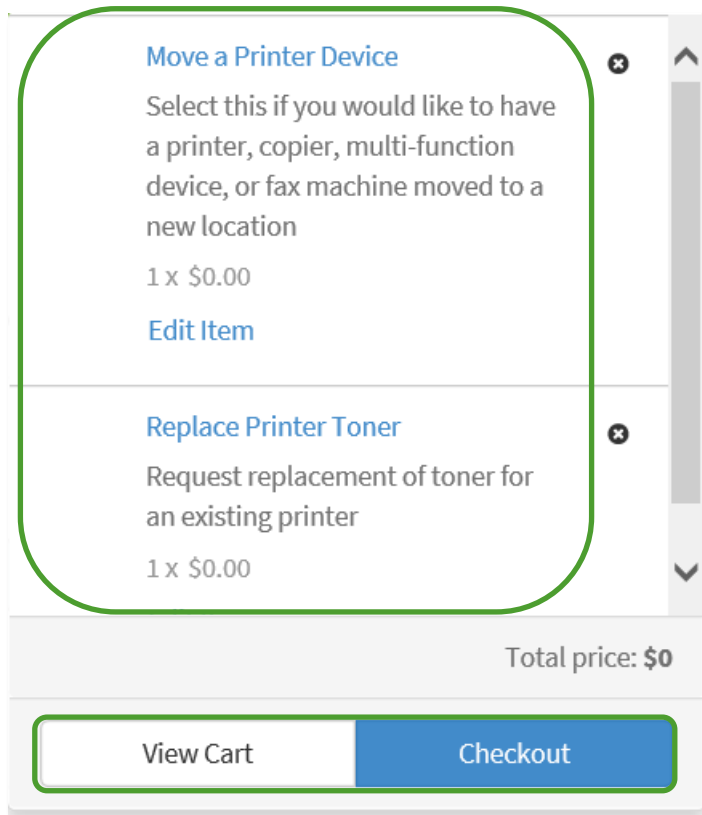 Move a Printer Device
Select this if you would like to have
a printer, copier, multi-function
device, or fax machine moved to a
new location
1 x $0.00
Edit Item
Replace Printer Toner
Request replacement of toner for
an existing printer
1 x $0.00
Total price: $0
View Cart
Checkout